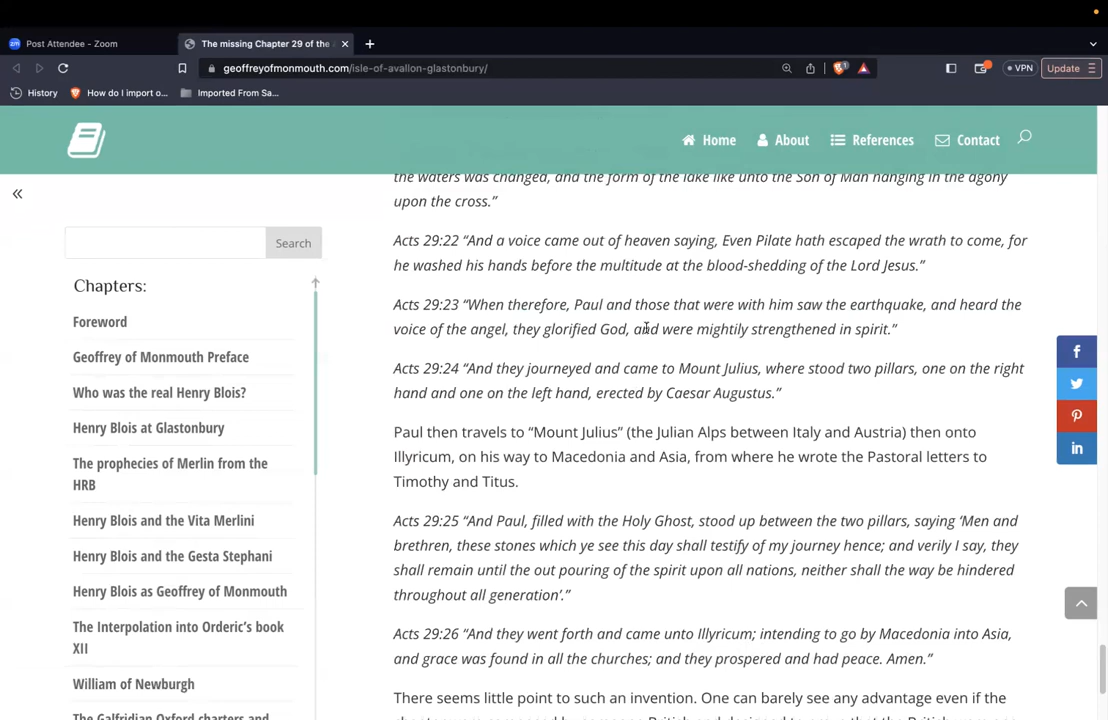 Post Attendee - Zoom
The missing Chapter 29 of the
geoffreyofmonmouth.com/isle-of-avallon-glastonbury/
1
VPN
Update
History
How do I import o...
Imported From Sa...
Home
About
References
Contact
«
Search
Chapters:
Foreword
Geoffrey of Monmouth Preface
Who was the real Henry Blois?
Henry Blois at Glastonbury
The prophecies of Merlin from the
HRB
Henry Blois and the Vita Merlini
Henry Blois and the Gesta Stephani
Henry Blois as Geoffrey of Monmouth
The Interpolation into Orderic's book
XII
William of Newburgh
The Galfridian Oxford charters and
the waters was changed, and the form of the lake like unto the Son of Man hanging in the agony
upon the cross.”
Acts 29:22 “And a voice came out of heaven saying, Even Pilate hath escaped the wrath to come, for
he washed his hands before the multitude at the blood-shedding of the Lord Jesus.”
Acts 29:23 “When therefore, Paul and those that were with him saw the earthquake, and heard the
voice of the angel, they glorified God, and were mightily strengthened in spirit.”
Acts 29:24 “And they journeyed and came to Mount Julius, where stood two pillars, one on the right
hand and one on the left hand, erected by Caesar Augustus.”
Paul then travels to “Mount Julius” (the Julian Alps between Italy and Austria) then onto
Illyricum, on his way to Macedonia and Asia, from where he wrote the Pastoral letters to
Timothy and Titus.
Acts 29:25 “And Paul, filled with the Holy Ghost, stood up between the two pillars, saying ‘Men and
brethren, these stones which ye see this day shall testify of my journey hence; and verily I say, they
shall remain until the out pouring of the spirit upon all nations, neither shall the way be hindered
throughout all generation’.”
Acts 29:26 “And they went forth and came unto Illyricum; intending to go by Macedonia into Asia,
and grace was found in all the churches; and they prospered and had peace. Amen.”
There seems little point to such an invention. One can barely see any advantage even if the